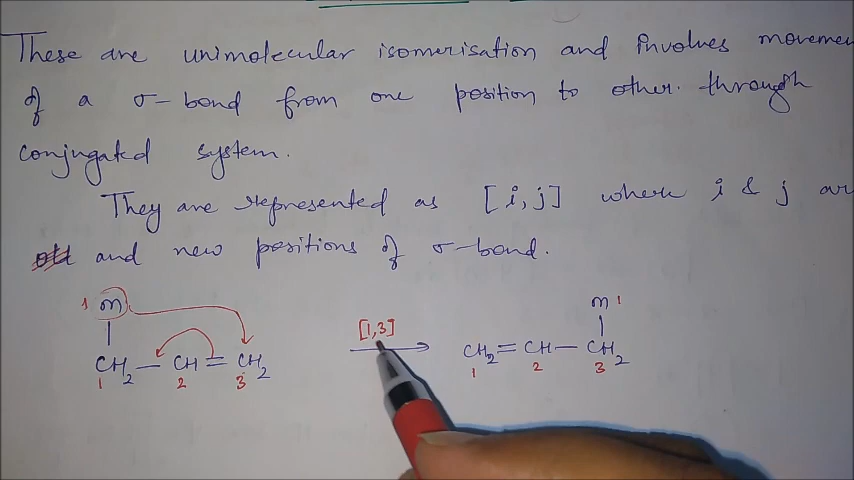 These are unimolecular isomerisation and involves movemen
of a σ-bond from one position to other. through
conjugated system.
They are represented as [i,j] where i & j ar
old and new positions of σ-bond.
1 m
m 1
[1,3]
CH2 — CH = CH2
CH2 = CH — CH2
1 2 3
1 2 3